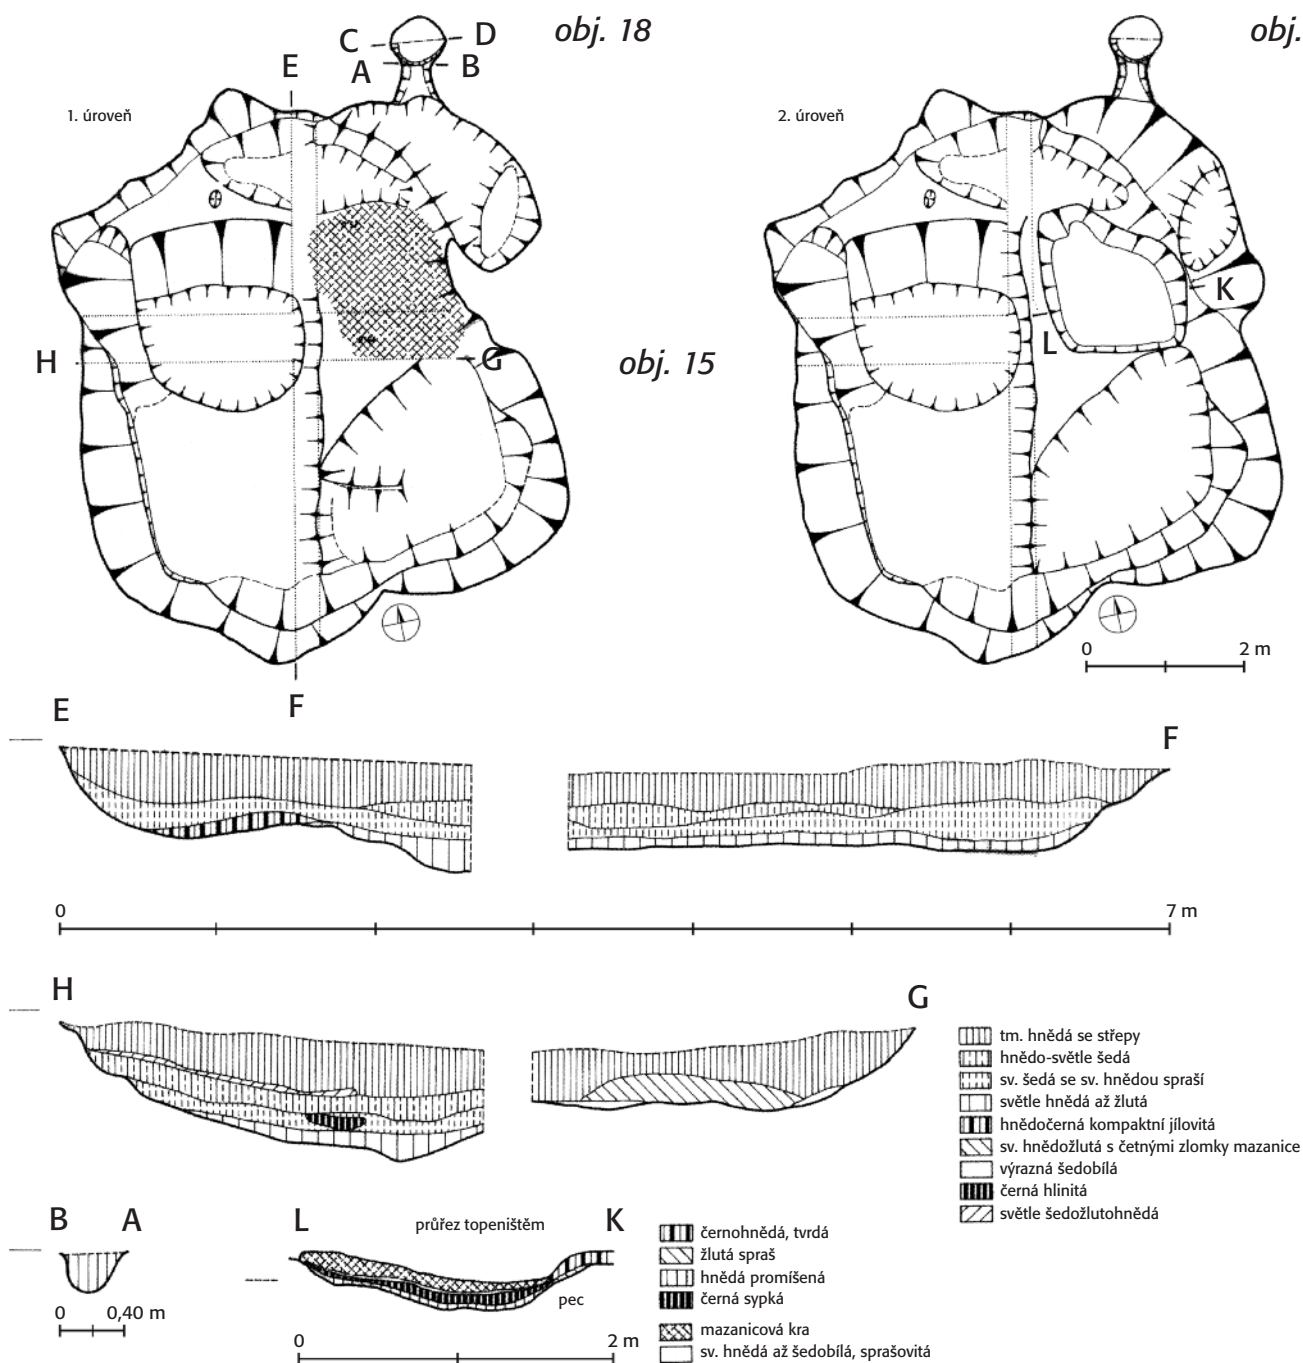 obj. 18
obj.
C D
A B
E
1. úroveň
2. úroveň
K
L
H
G
obj. 15
0 2 m
F
E
F
0 7 m
H
G
tm. hnědá se střepy
hnědo-světle šedá
sv. šedá se sv. hnědou spraší
světle hnědá až žlutá
hnědočerná kompaktní jílovitá
sv. hnědožlutá s četnými zlomky mazanice
výrazná šedobílá
černá hlinitá
světle šedožlutohnědá
B A
0 0,40 m
L průřez topeništěm K
pec
0 2 m
černohnědá, tvrdá
žlutá spraš
hnědá promíšená
černá sypká
mazanicová kra
sv. hnědá až šedobílá, sprašovitá